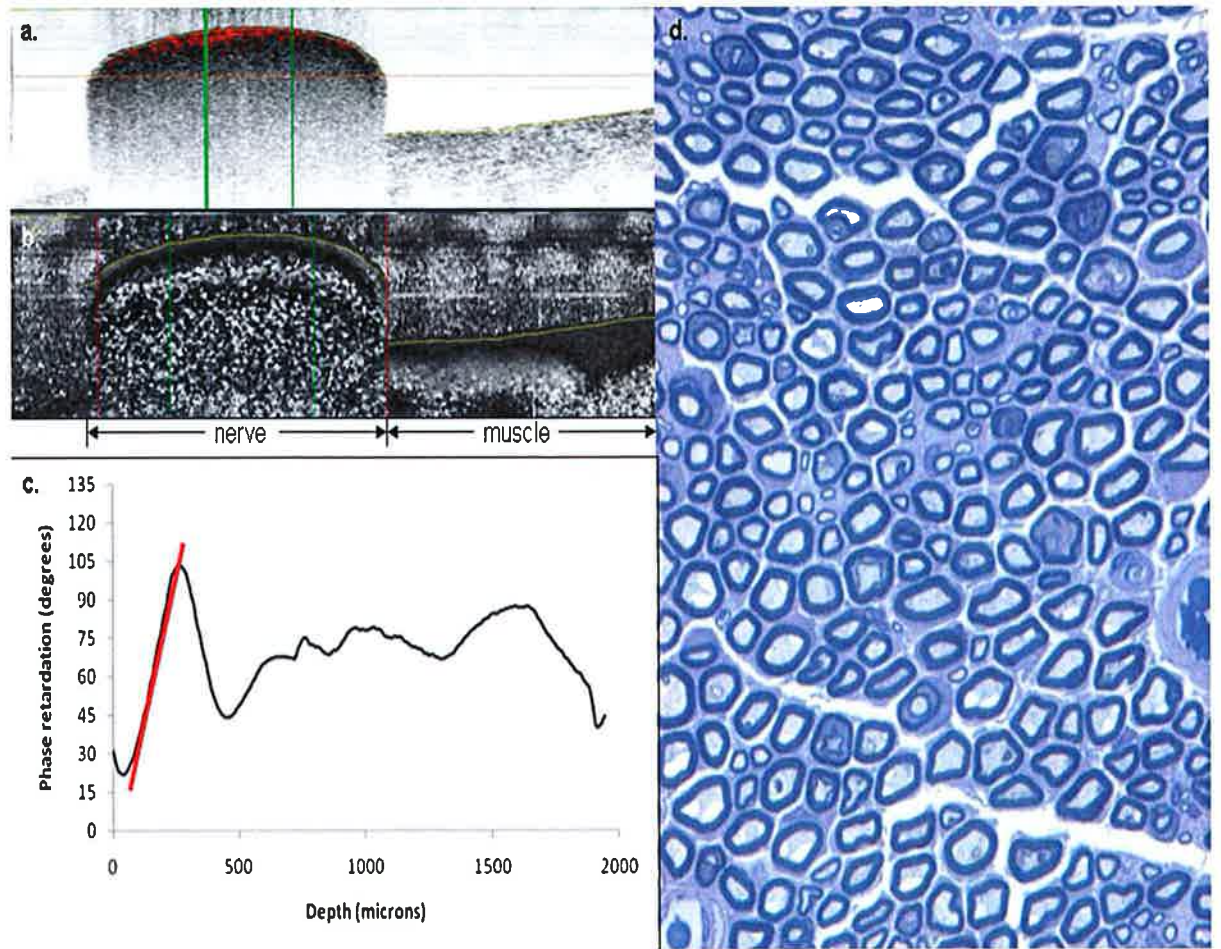 a.
b.
nerve
muscle
c.
135
120
105
90
75
60
45
30
15
0
Phase retardation (degrees)
0 500 1000 1500 2000
Depth (microns)
d.